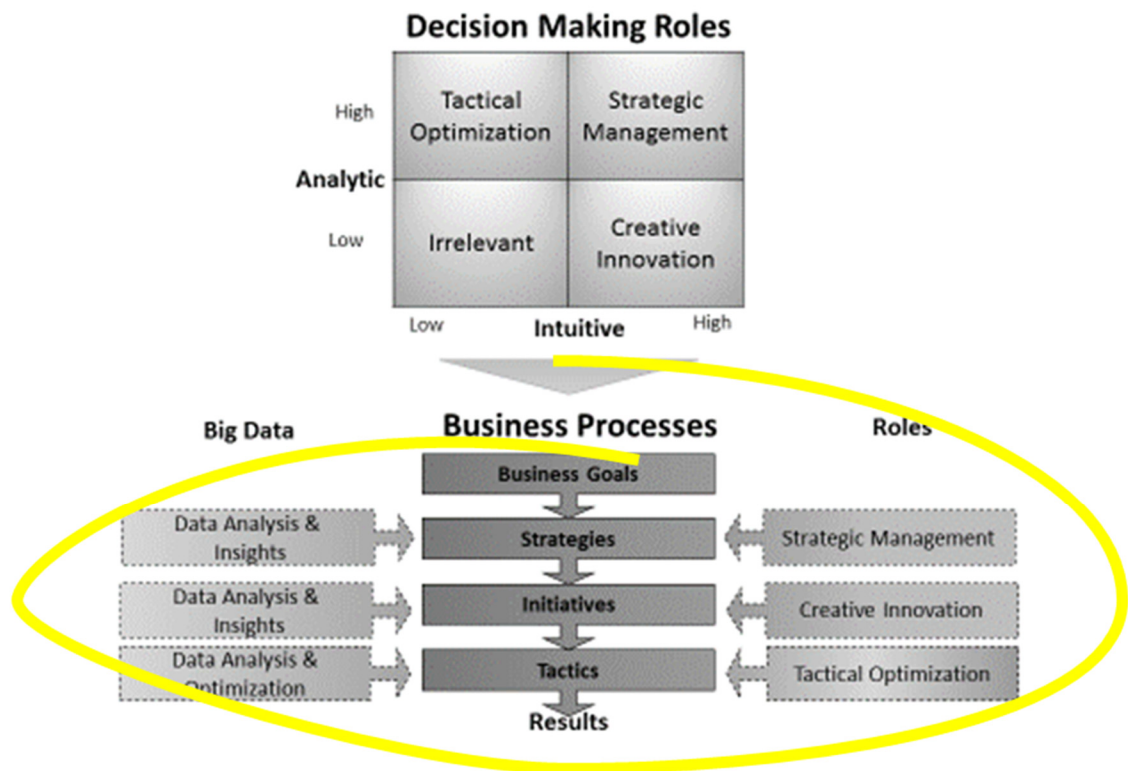 Decision Making Roles
High
Tactical
Optimization
Strategic
Management
Analytic
Low
Irrelevant
Creative
Innovation
Low
Intuitive
High
Big Data
Business Processes
Roles
Business Goals
Data Analysis &
Insights
Strategies
Strategic Management
Data Analysis &
Insights
Initiatives
Creative Innovation
Data Analysis &
Optimization
Tactics
Tactical Optimization
Results